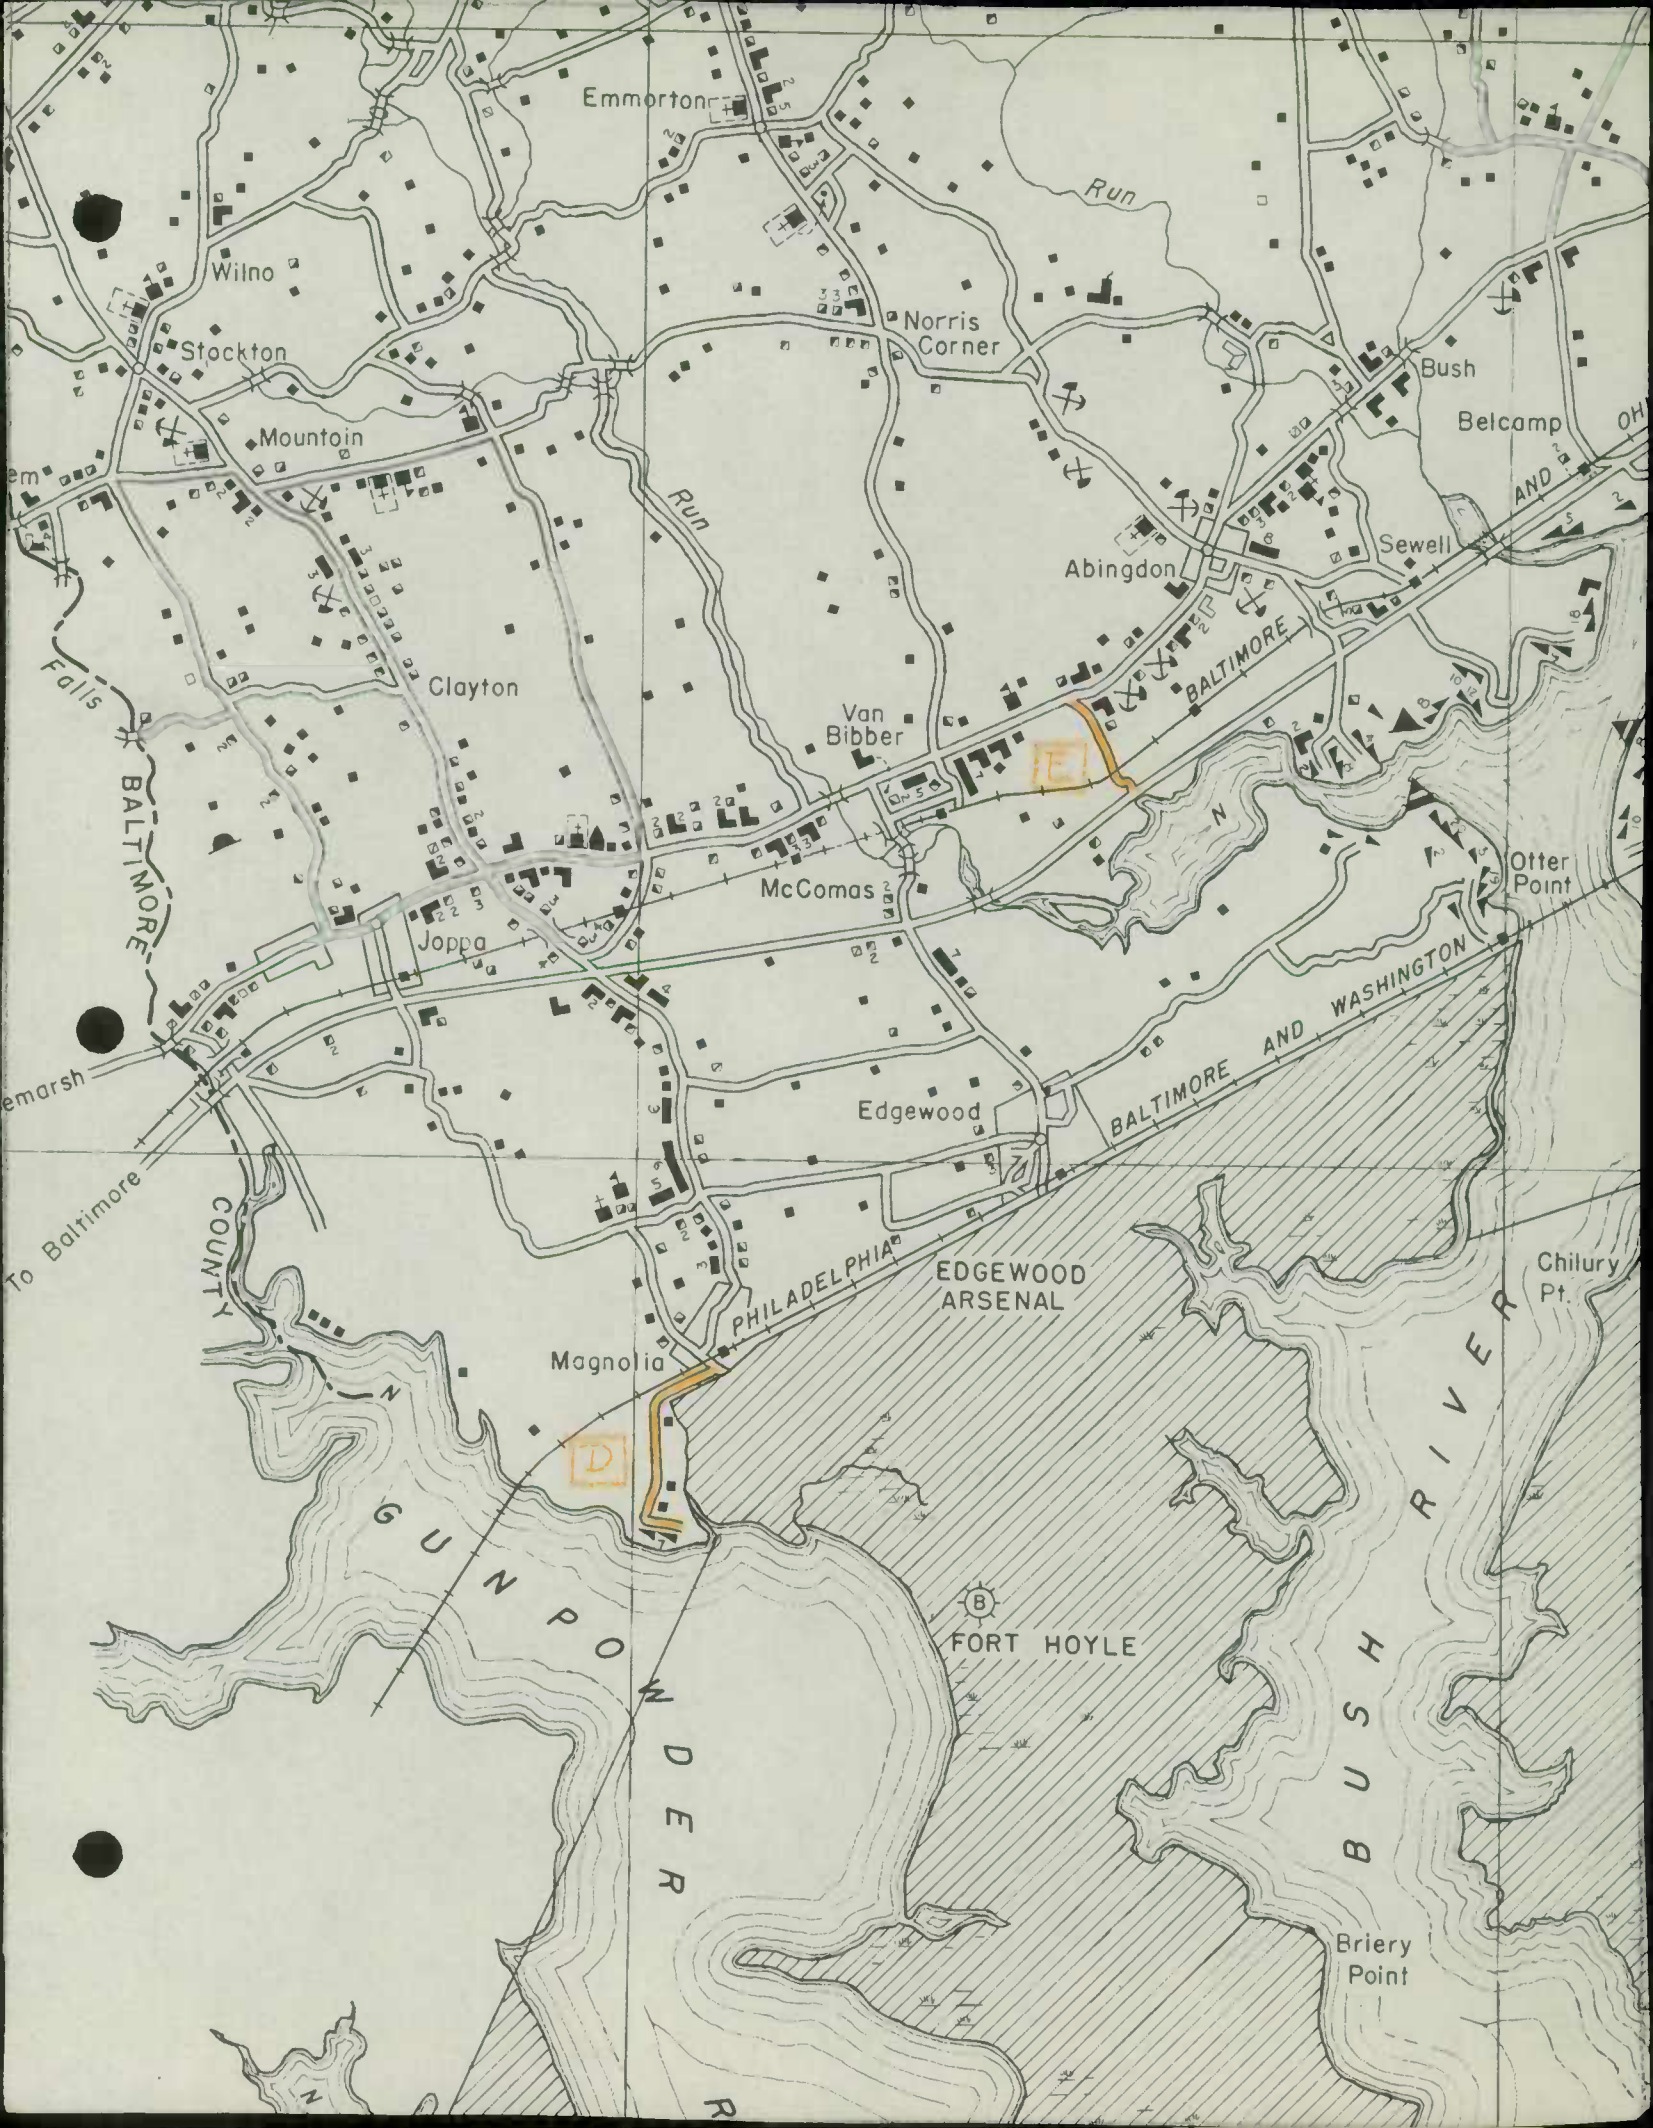 Emmorton
Run
Wilno
Norris
Corner
Stockton
Bush
Mountain
Belcamp
OH
AND
em
Run
Sewell
Abingdon
BALTIMORE
Falls
Clayton
Van
Bibber
E
N
BALTIMORE
McComas
Otter
Point
Joppa
WASHINGTON
AND
BALTIMORE
emarsh
Edgewood
To Baltimore
COUNTY
PHILADELPHIA
EDGEWOOD
ARSENAL
Chilury
Pt.
Magnolia
N
D
GUNPOWDER
R
B
FORT HOYLE
BUSH RIVER
Briery
Point
N